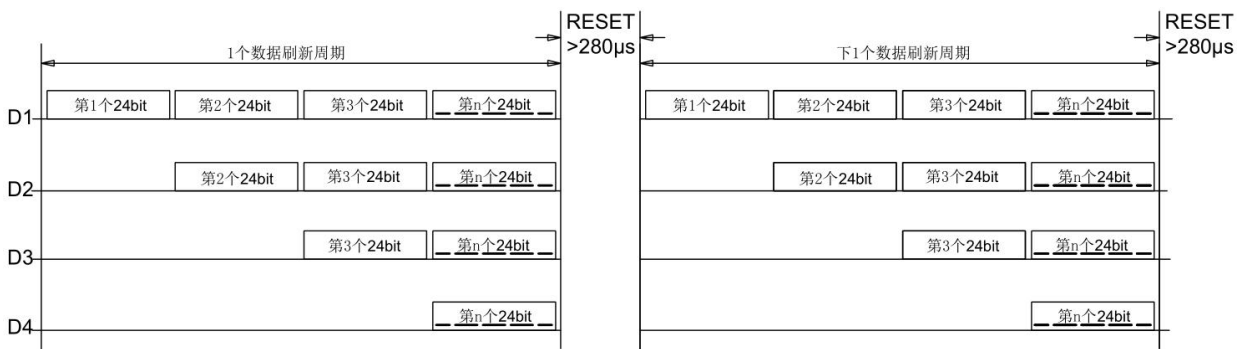 RESET RESET
>280μs >280μs
1个数据刷新周期 下1个数据刷新周期
D1 第1个24bit 第2个24bit 第3个24bit 第n个24bit 第1个24bit 第2个24bit 第3个24bit 第n个24bit
D2 第2个24bit 第3个24bit 第n个24bit 第2个24bit 第3个24bit 第n个24bit
D3 第3个24bit 第n个24bit 第3个24bit 第n个24bit
D4 第n个24bit 第n个24bit